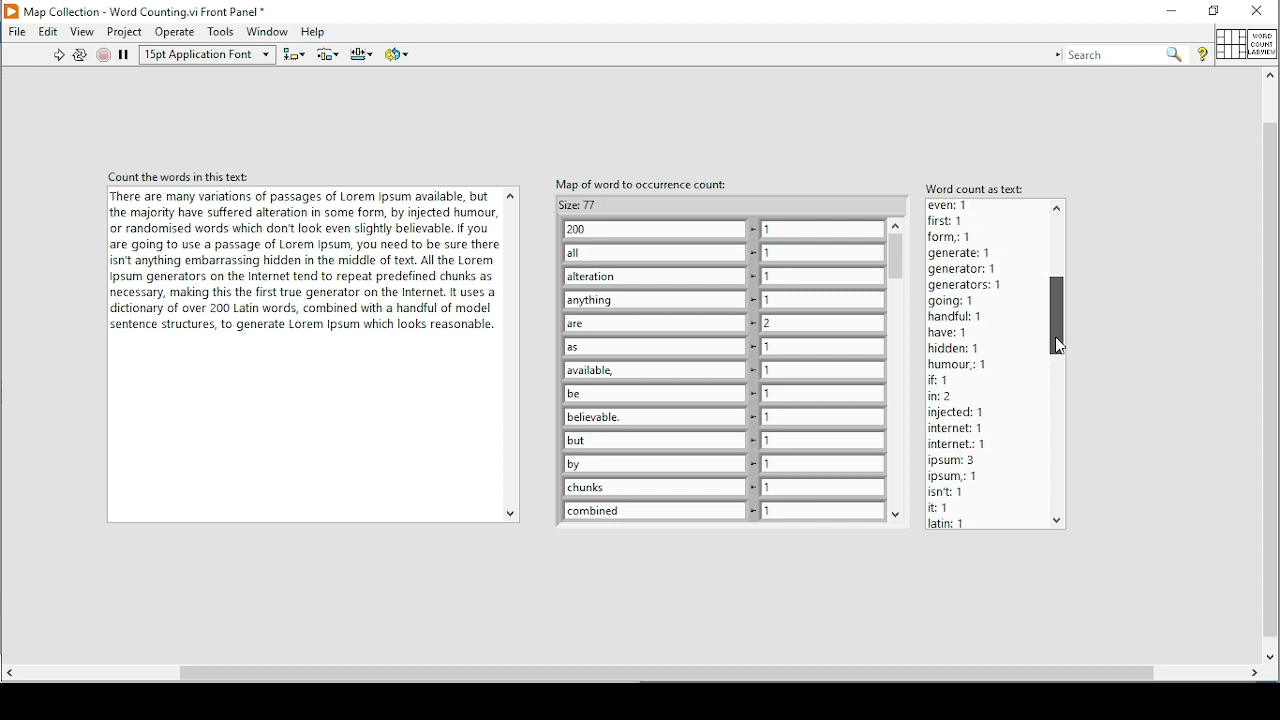 Map Collection - Word Counting.vi Front Panel *
File Edit View Project Operate Tools Window Help
15pt Application Font
Search
?
WORD
COUNT
LABVIEW
Count the words in this text:
There are many variations of passages of Lorem Ipsum available, but
the majority have suffered alteration in some form, by injected humour,
or randomised words which don't look even slightly believable. If you
are going to use a passage of Lorem Ipsum, you need to be sure there
isn't anything embarrassing hidden in the middle of text. All the Lorem
Ipsum generators on the Internet tend to repeat predefined chunks as
necessary, making this the first true generator on the Internet. It uses a
dictionary of over 200 Latin words, combined with a handful of model
sentence structures, to generate Lorem Ipsum which looks reasonable.
Map of word to occurrence count:
Size: 77
200 1
all 1
alteration 1
anything 1
are 2
as 1
available, 1
be 1
believable. 1
but 1
by 1
chunks 1
combined 1
Word count as text:
even: 1
first: 1
form,: 1
generate: 1
generator: 1
generators: 1
going: 1
handful: 1
have: 1
hidden: 1
humour,: 1
if: 1
in: 2
injected: 1
internet: 1
internet.: 1
ipsum: 3
ipsum,: 1
isn't: 1
it: 1
latin: 1